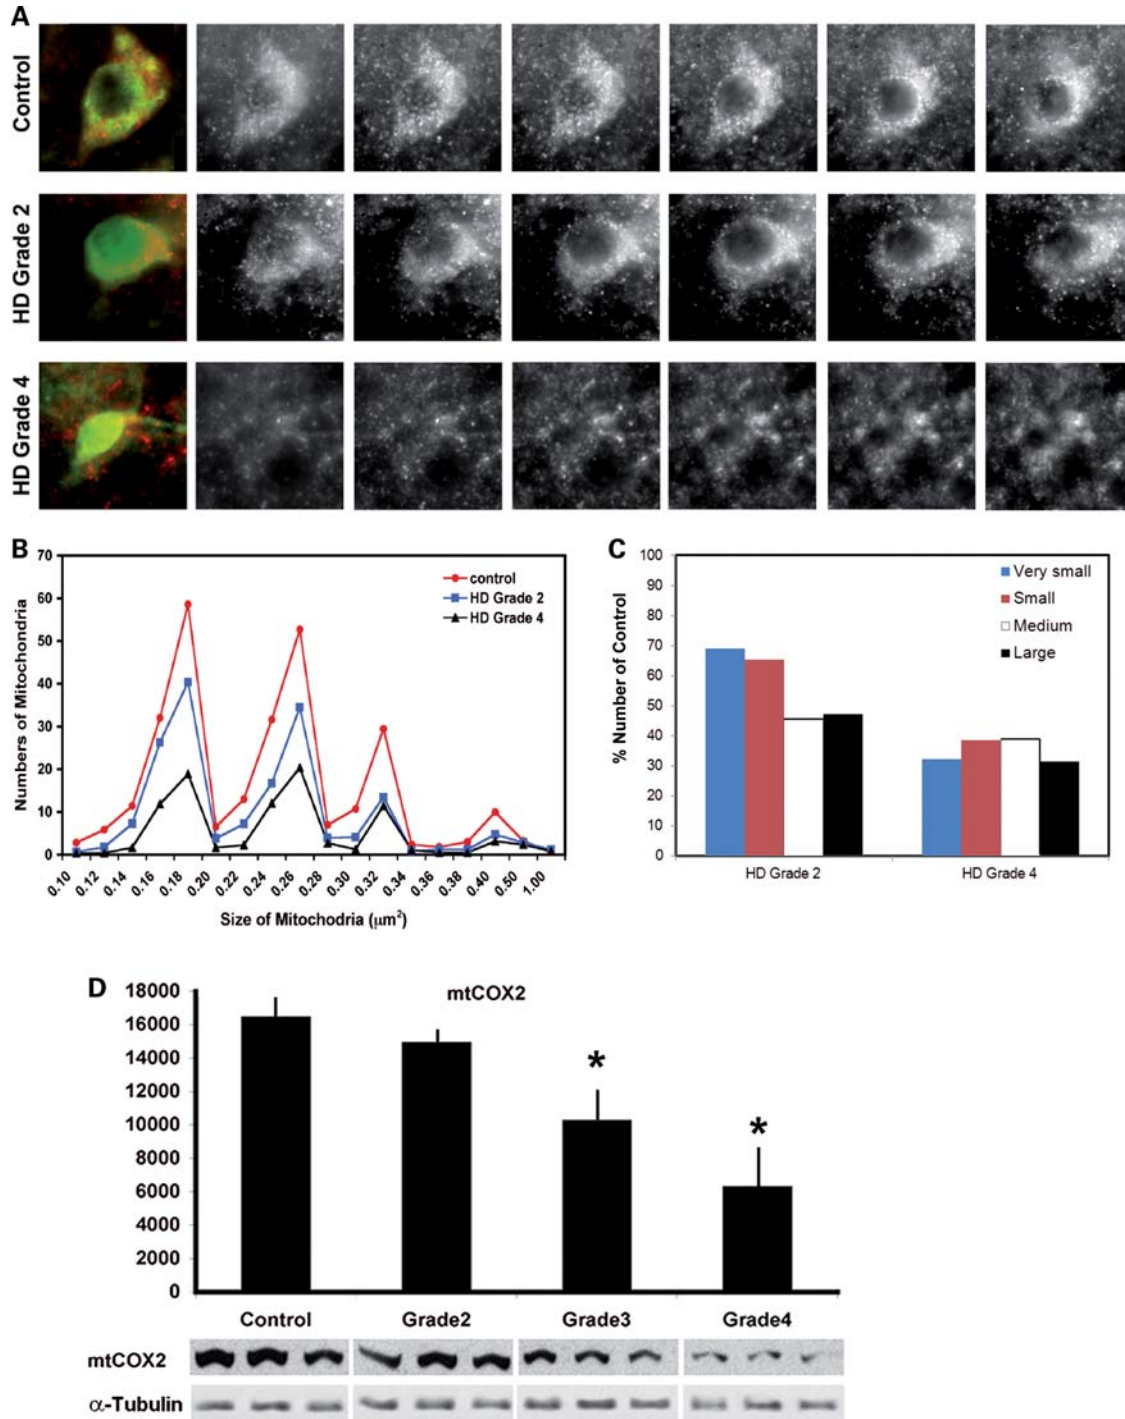 A
Control
HD Grade 2
HD Grade 4
B
70
60
50
40
30
20
10
0
Numbers of Mitochondria
control
HD Grade 2
HD Grade 4
0.10 0.12 0.14 0.16 0.18 0.20 0.22 0.24 0.26 0.28 0.30 0.32 0.34 0.36 0.38 0.40 0.50 1.00
Size of Mitochodria (μm²)
C
100
90
80
70
60
50
40
30
20
10
0
% Number of Control
Very small
Small
Medium
Large
HD Grade 2 HD Grade 4
D
mtCOX2
18000
16000
14000
12000
10000
8000
6000
4000
2000
0
*
*
Control Grade2 Grade3 Grade4
mtCOX2
α-Tubulin